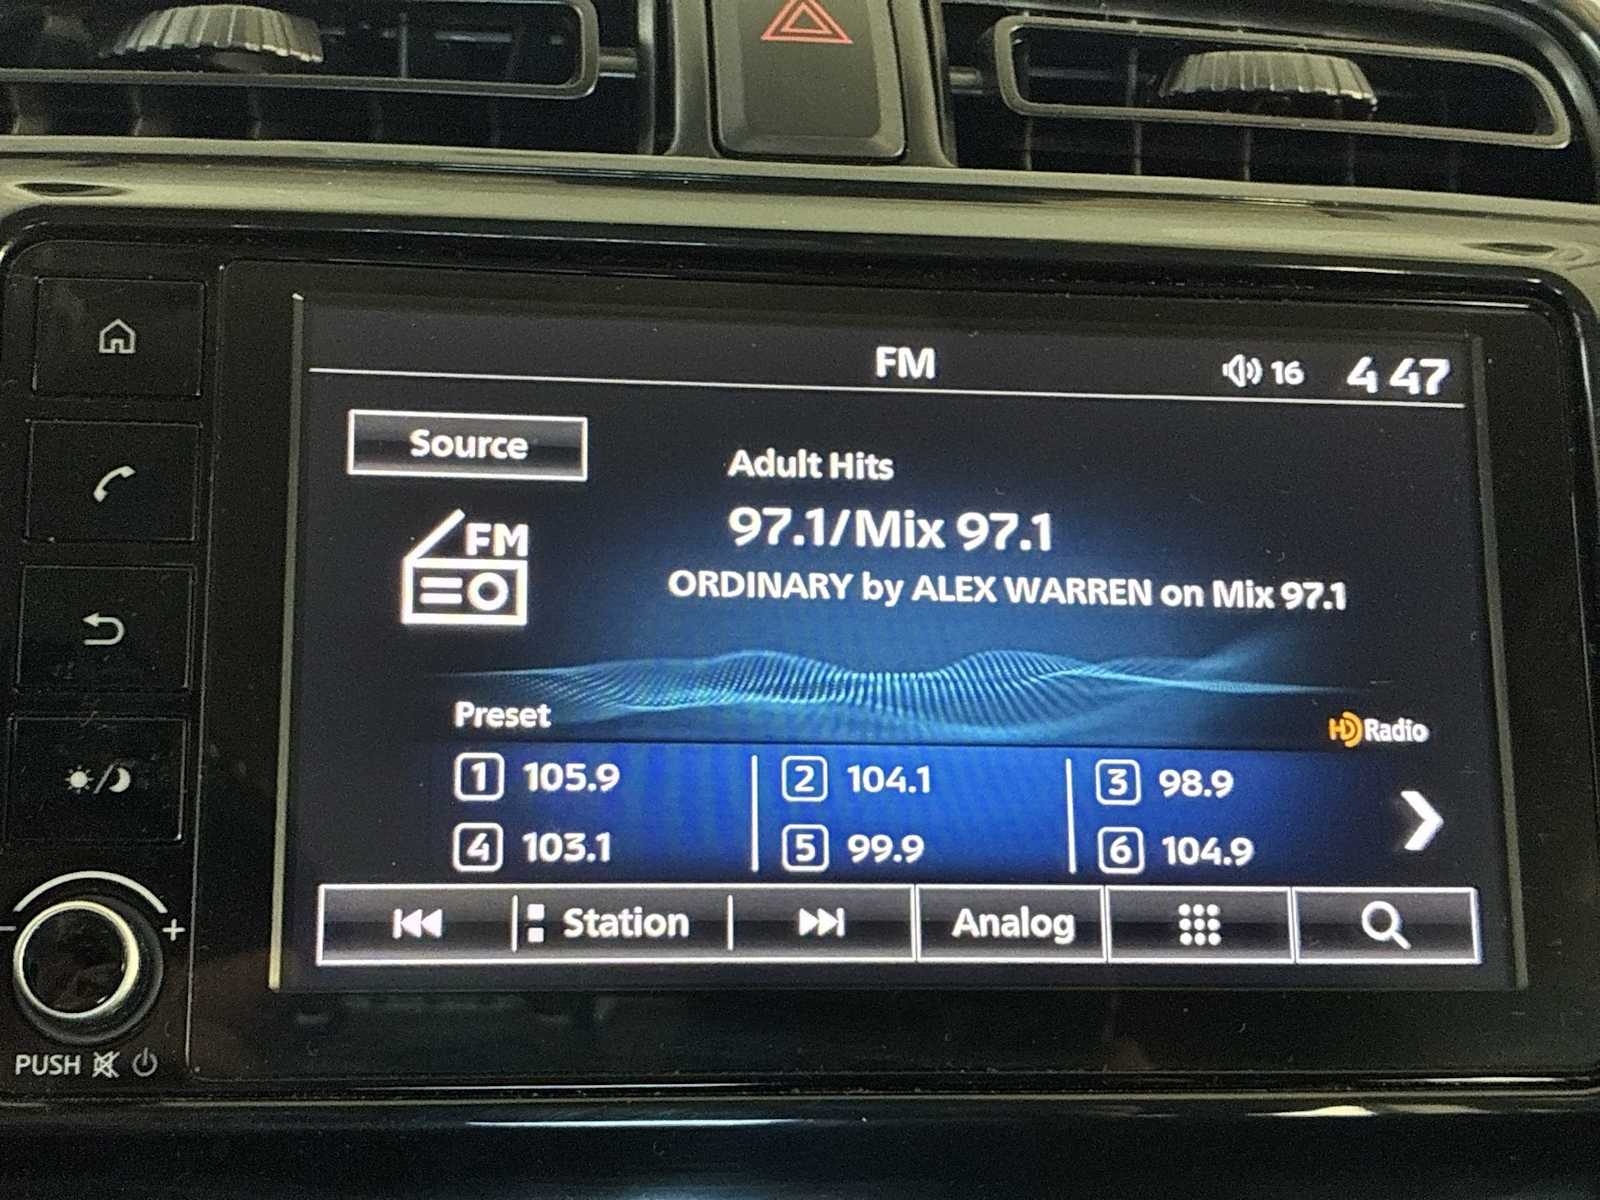 FM 16 4 47
Source
Adult Hits
FM
97.1/Mix 97.1
ORDINARY by ALEX WARREN on Mix 97.1
Preset
HD Radio
1 105.9 2 104.1 3 98.9
4 103.1 5 99.9 6 104.9
Station Analog
- +
PUSH